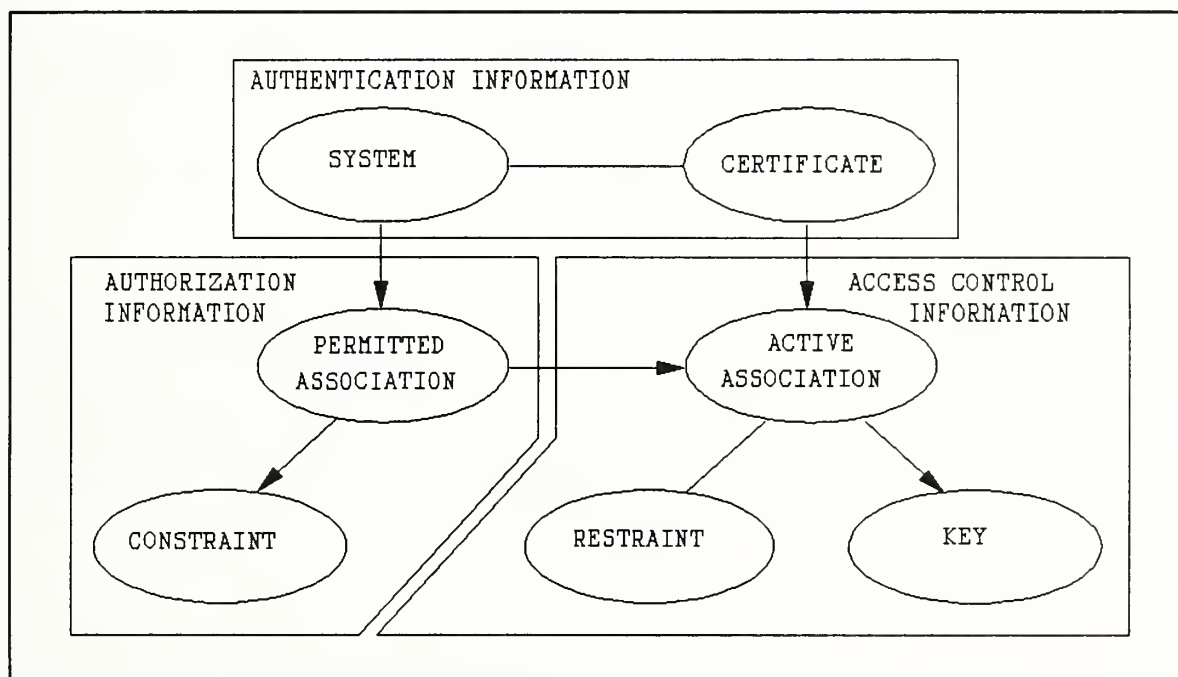 AUTHENTICATION INFORMATION
SYSTEM
CERTIFICATE
AUTHORIZATION
INFORMATION
ACCESS CONTROL
INFORMATION
PERMITTED
ASSOCIATION
ACTIVE
ASSOCIATION
CONSTRAINT
RESTRAINT
KEY